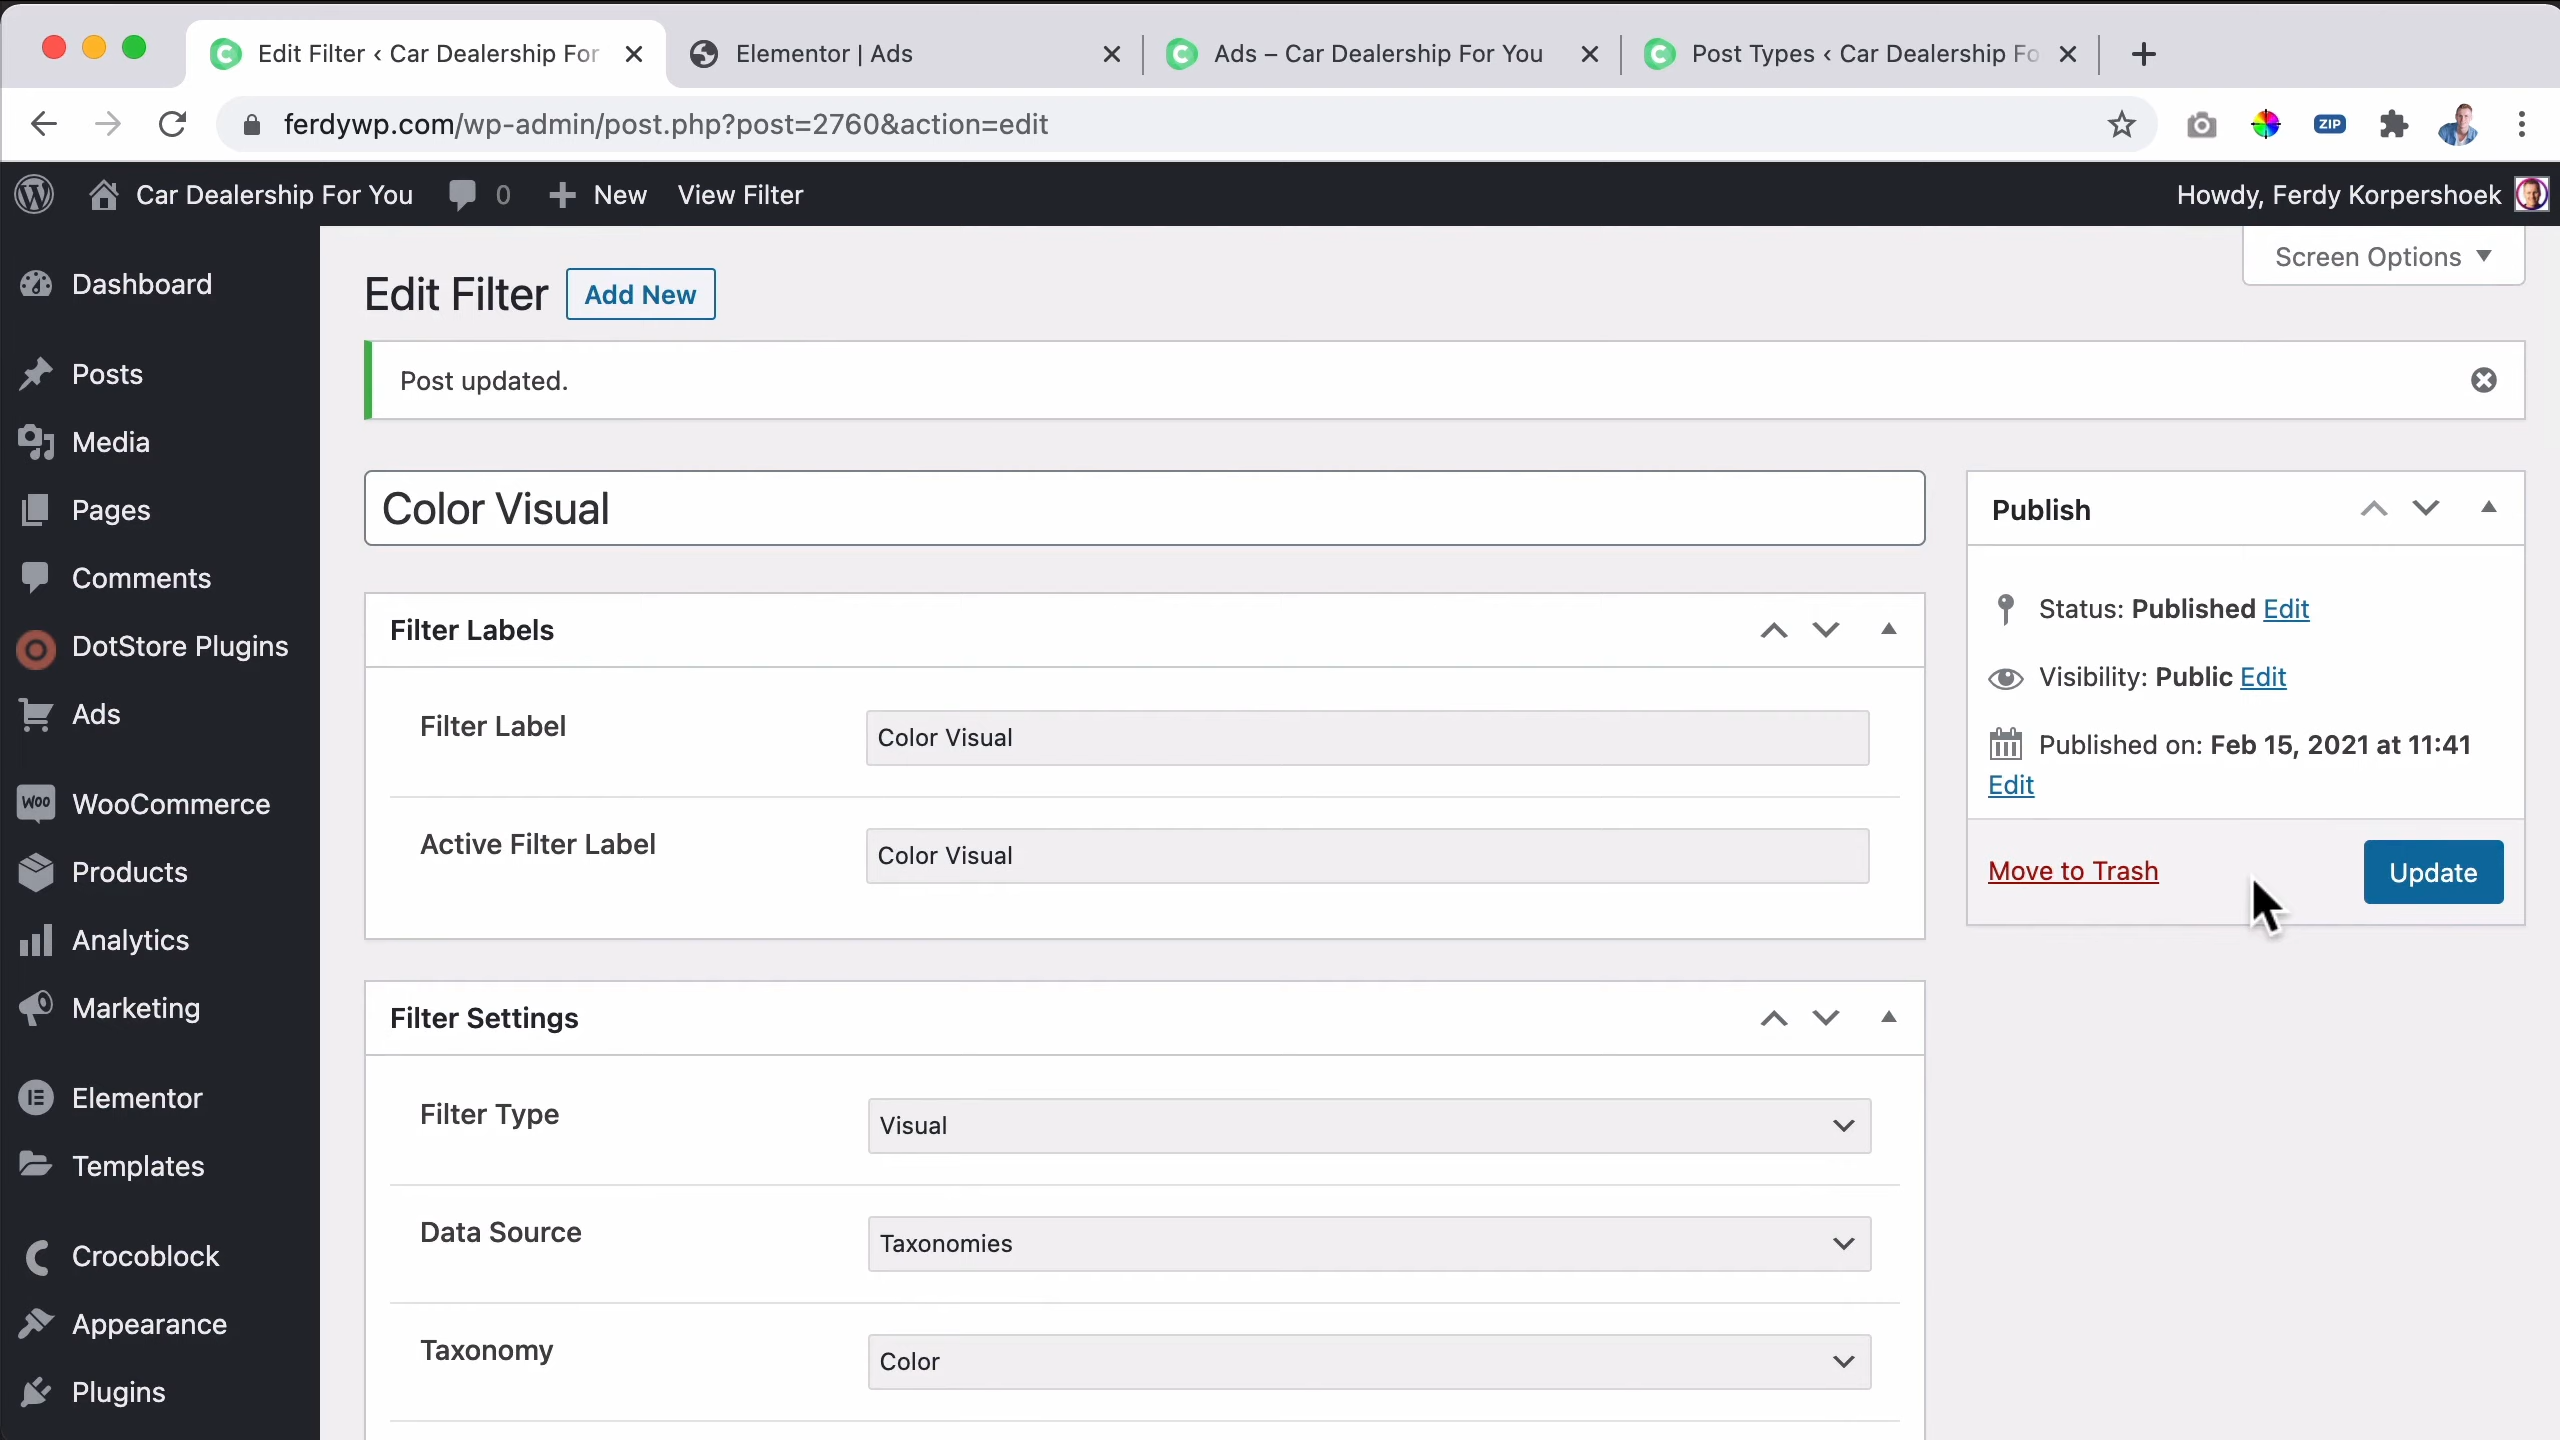 Edit Filter ‹ Car Dealership For
Elementor | Ads
Ads – Car Dealership For You
Post Types ‹ Car Dealership Fo
ferdywp.com/wp-admin/post.php?post=2760&action=edit
ZIP
Car Dealership For You
0
New
View Filter
Howdy, Ferdy Korpershoek
Screen Options
Dashboard
Posts
Media
Pages
Comments
DotStore Plugins
Ads
Woo
WooCommerce
Products
Analytics
Marketing
Elementor
Templates
Crocoblock
Appearance
Plugins
Edit Filter
Add New
Post updated.
Color Visual
Filter Labels
Filter Label
Color Visual
Active Filter Label
Color Visual
Filter Settings
Filter Type
Visual
Data Source
Taxonomies
Taxonomy
Color
Publish
Status: Published Edit
Visibility: Public Edit
Published on: Feb 15, 2021 at 11:41
Edit
Move to Trash
Update